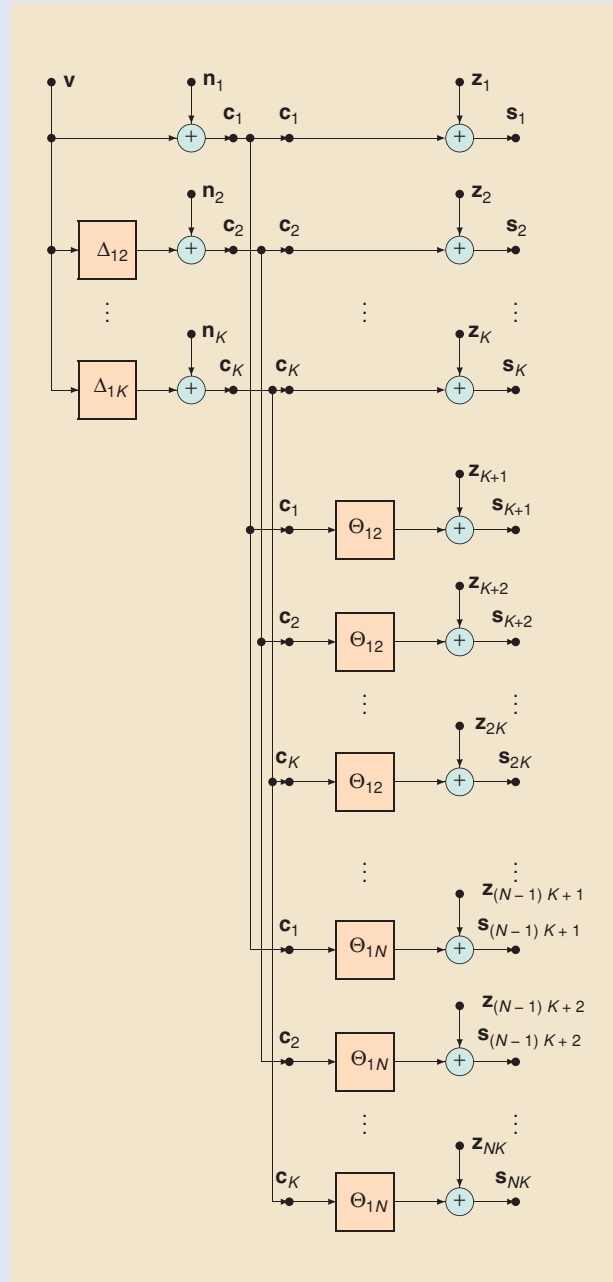 v n1 z1
c1 c1 s1
+ +
n2 z2
c2 c2 s2
Δ12 + +
⋮ ⋮ ⋮
nK zK
cK cK sK
Δ1K + +
zK+1
c1 sK+1
Θ12 +
zK+2
c2 sK+2
Θ12 +
⋮ ⋮
z2K
cK s2K
Θ12 +
⋮ ⋮
z(N – 1) K + 1
c1 s(N – 1) K + 1
Θ1N +
z(N – 1) K + 2
c2 s(N – 1) K + 2
Θ1N +
⋮ ⋮
zNK
cK sNK
Θ1N +